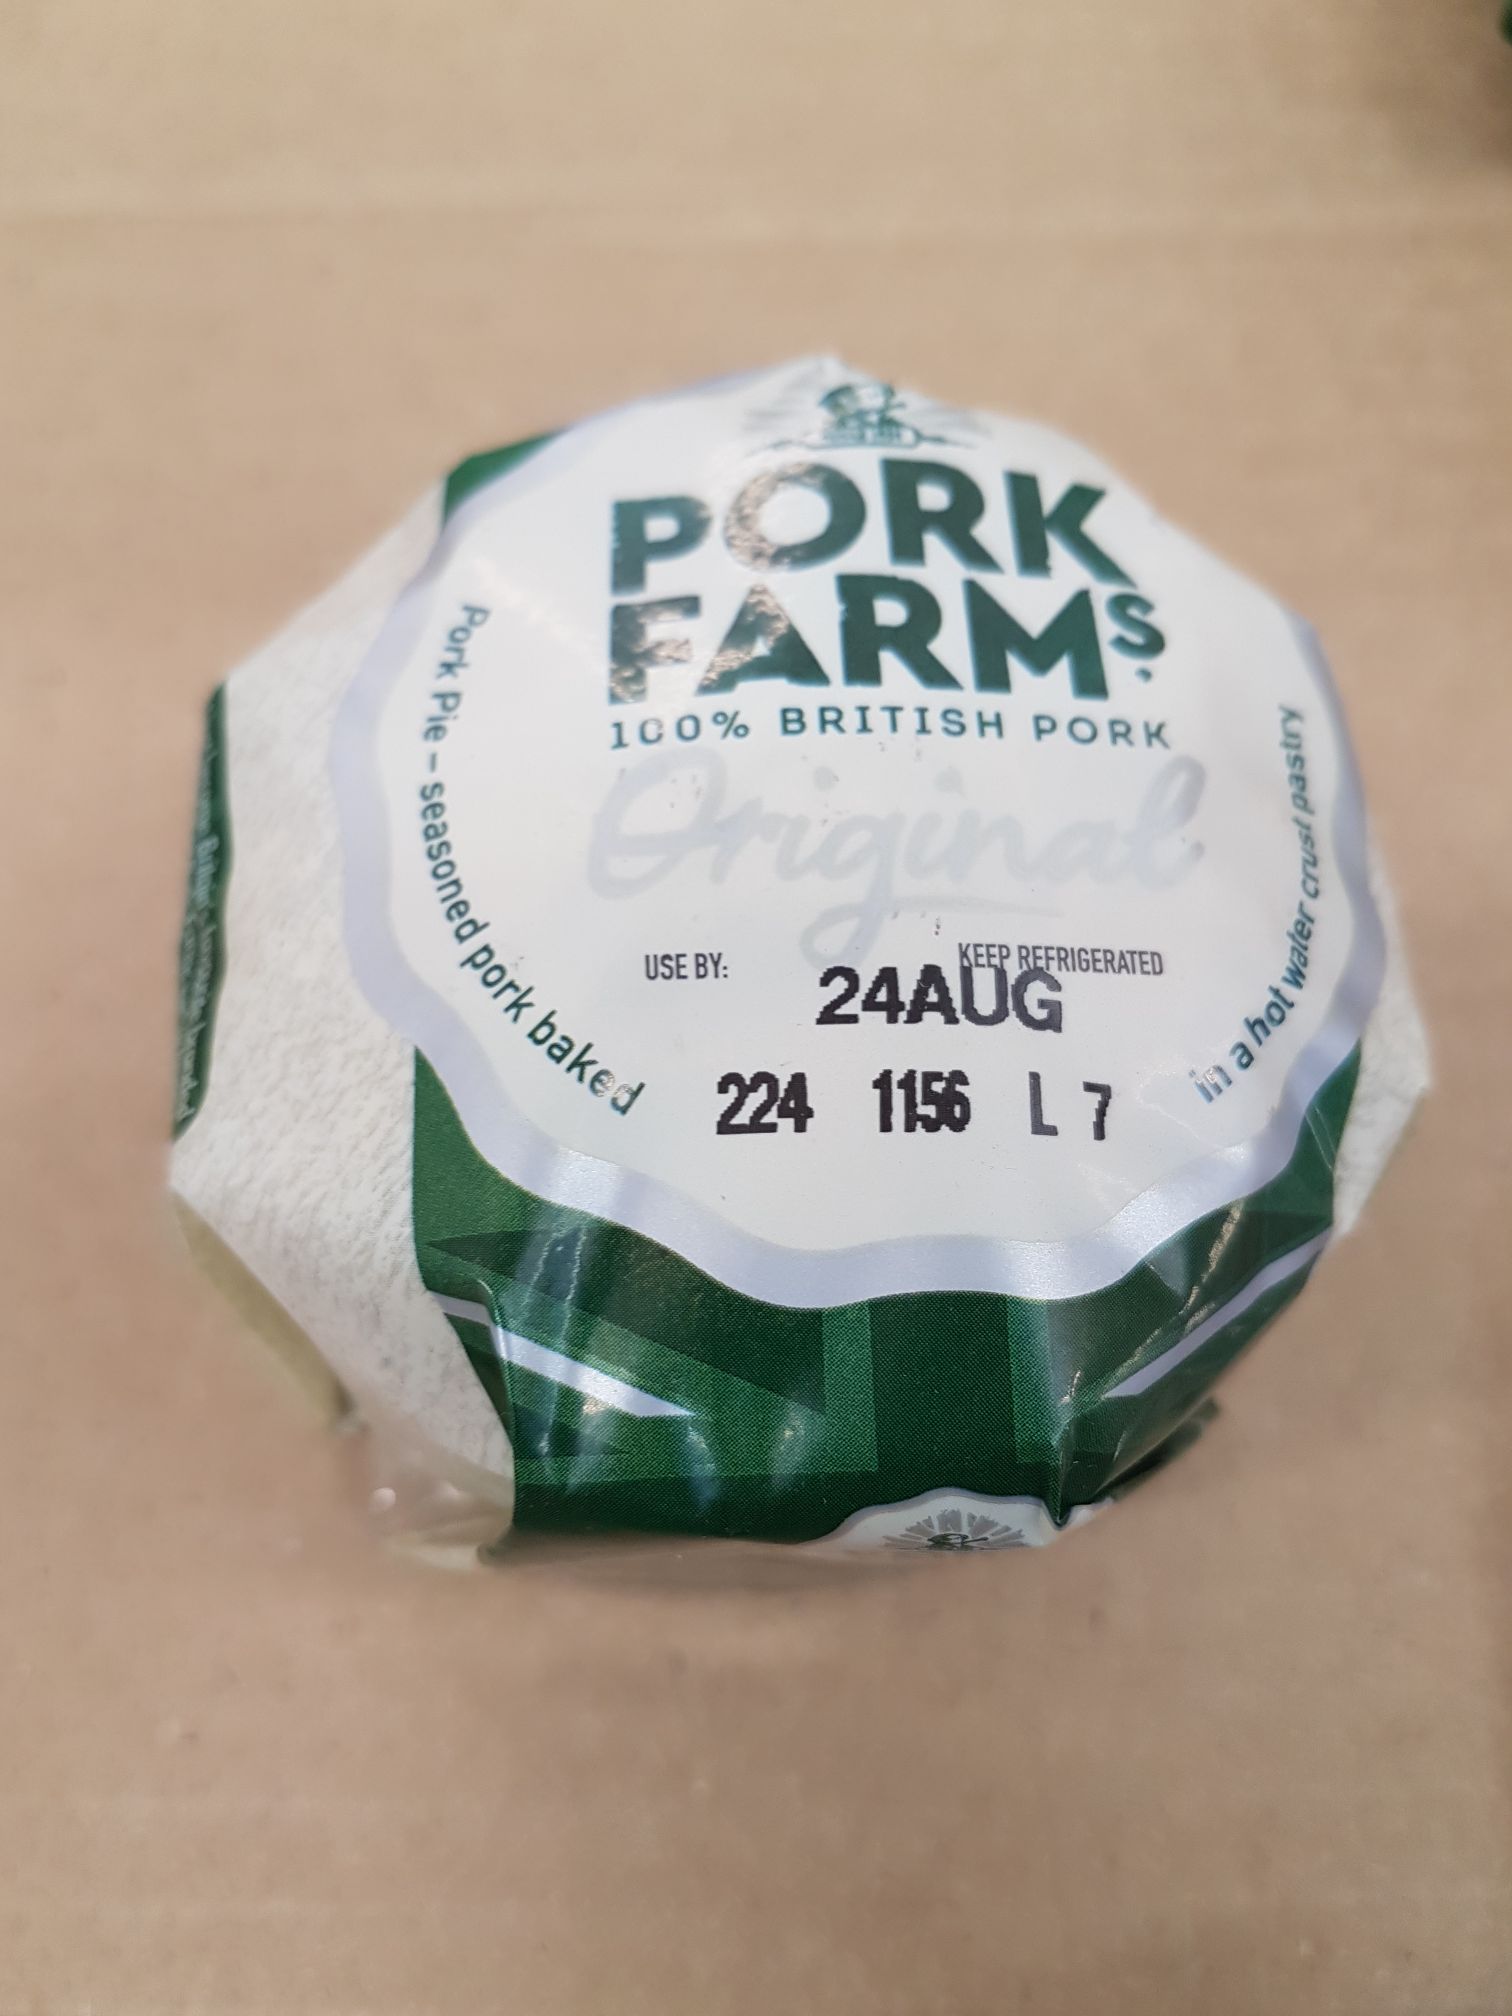 PORK
FARMS.
100% BRITISH PORK
Original
Pork Pie – seasoned pork baked
in a hot water crust pastry
USE BY:
KEEP REFRIGERATED
24AUG
224 1156 L 7